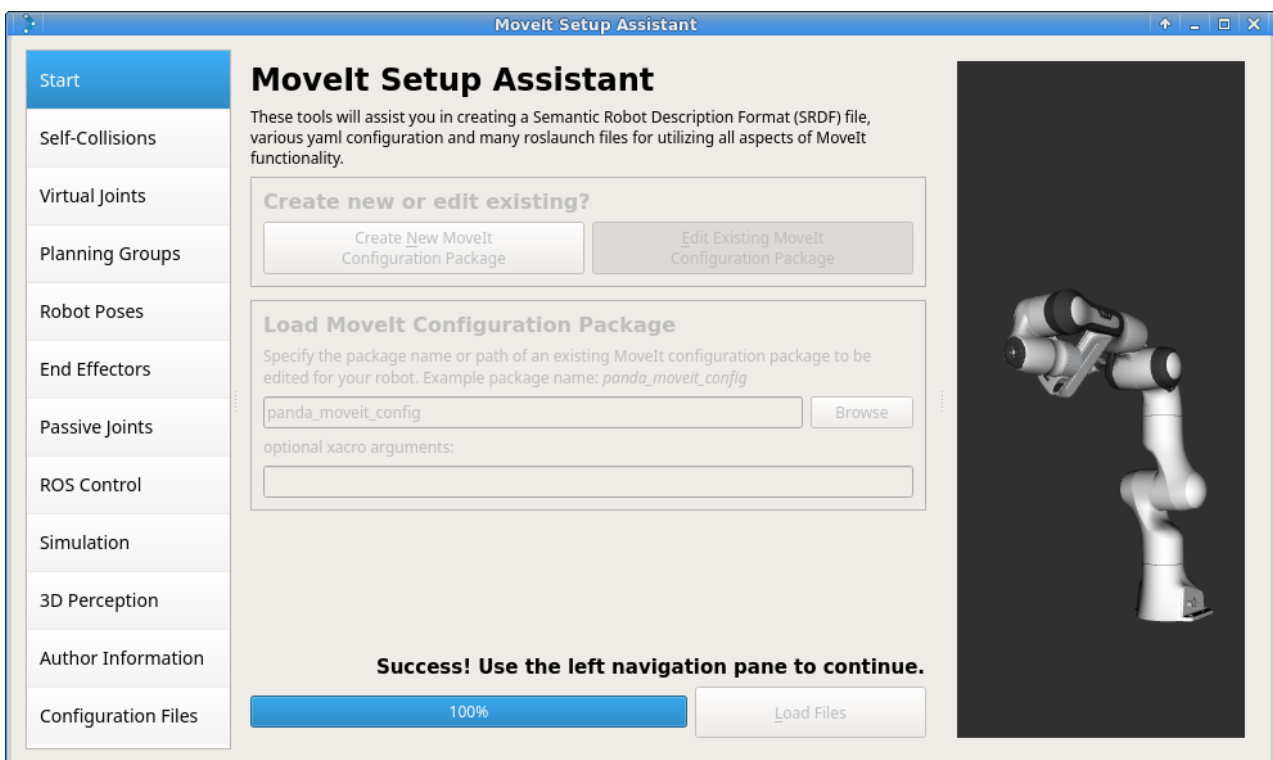 MoveIt Setup Assistant
Start
Self-Collisions
Virtual Joints
Planning Groups
Robot Poses
End Effectors
Passive Joints
ROS Control
Simulation
3D Perception
Author Information
Configuration Files
MoveIt Setup Assistant
These tools will assist you in creating a Semantic Robot Description Format (SRDF) file,
various yaml configuration and many roslaunch files for utilizing all aspects of MoveIt
functionality.
Create new or edit existing?
Create New MoveIt
Configuration Package
Edit Existing MoveIt
Configuration Package
Load MoveIt Configuration Package
Specify the package name or path of an existing MoveIt configuration package to be
edited for your robot. Example package name: panda_moveit_config
panda_moveit_config
Browse
optional xacro arguments:
Success! Use the left navigation pane to continue.
100%
Load Files